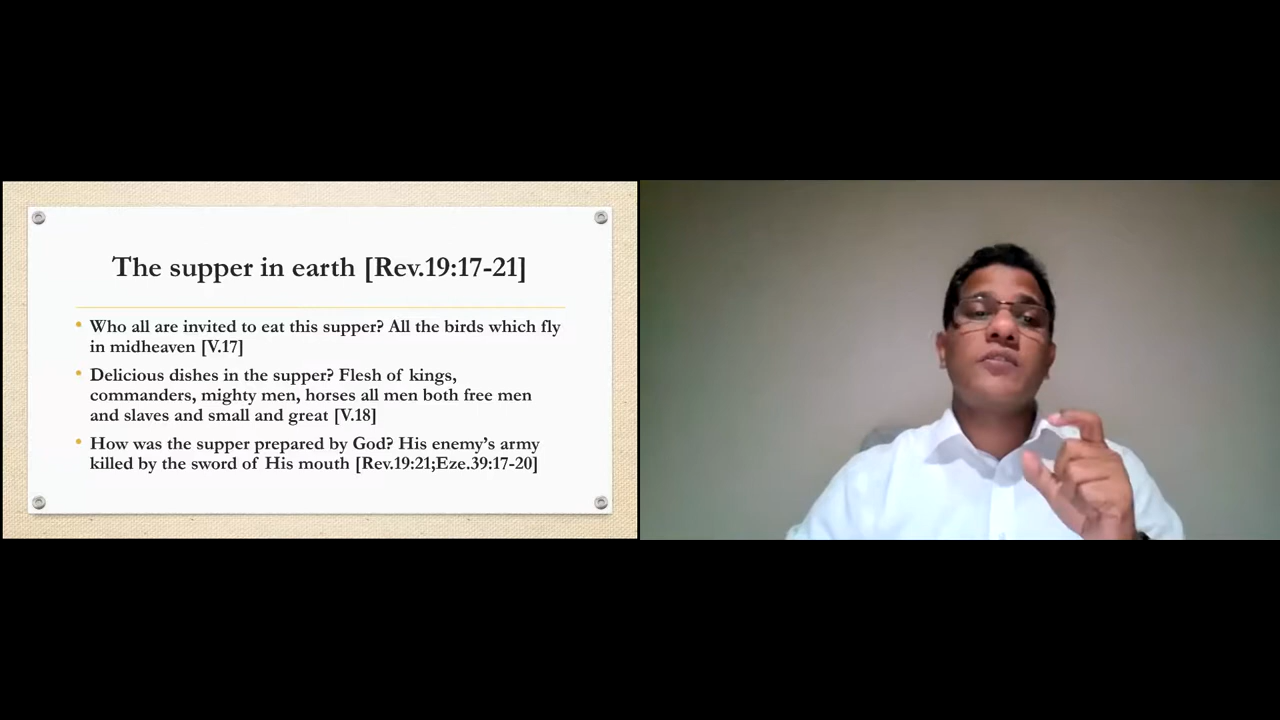 The supper in earth [Rev.19:17-21]
• Who all are invited to eat this supper? All the birds which fly
in midheaven [V.17]
• Delicious dishes in the supper? Flesh of kings,
commanders, mighty men, horses all men both free men
and slaves and small and great [V.18]
• How was the supper prepared by God? His enemy’s army
killed by the sword of His mouth [Rev.19:21;Eze.39:17-20]